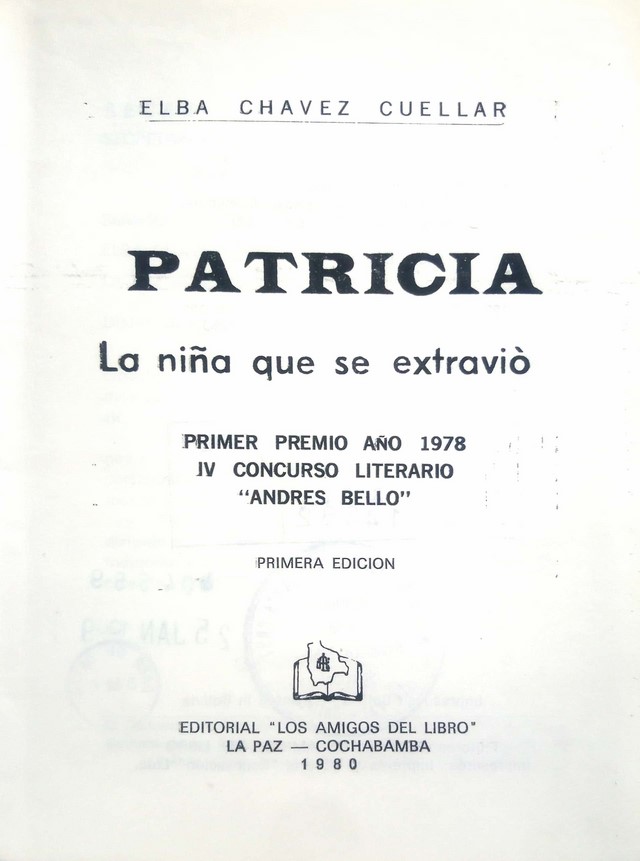 ELBA CHAVEZ CUELLAR
PATRICIA
La niña que se extraviò
PRIMER PREMIO AÑO 1978
IV CONCURSO LITERARIO
"ANDRES BELLO"
PRIMERA EDICION
EDITORIAL "LOS AMIGOS DEL LIBRO"
LA PAZ — COCHABAMBA
1980